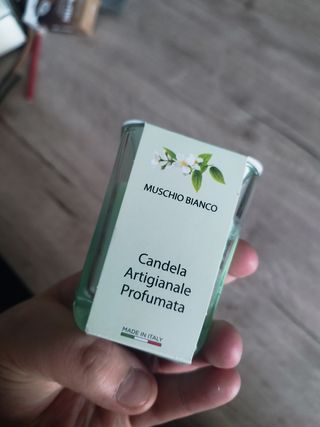 MUSCHIO BIANCO
Candela
Artigianale
Profumata
MADE IN ITALY